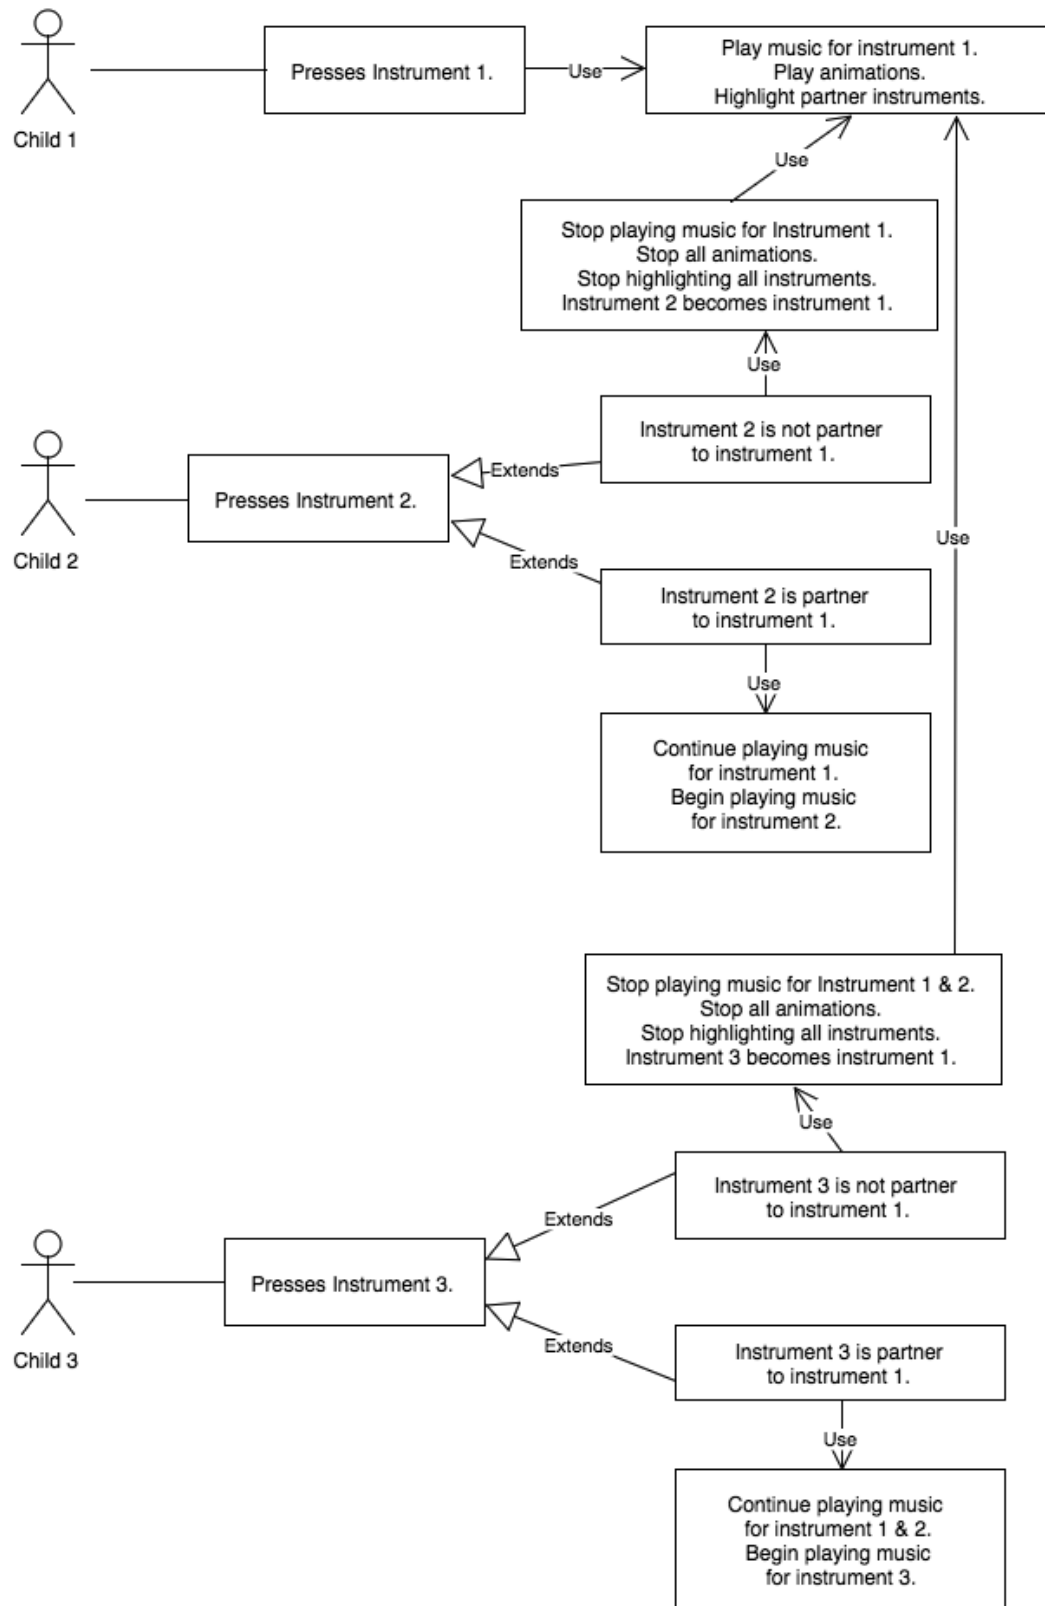 Child 1
Presses Instrument 1.
Use
Play music for instrument 1.
Play animations.
Highlight partner instruments.
Use
Stop playing music for Instrument 1.
Stop all animations.
Stop highlighting all instruments.
Instrument 2 becomes instrument 1.
Use
Instrument 2 is not partner
to instrument 1.
Extends
Child 2
Presses Instrument 2.
Extends
Use
Instrument 2 is partner
to instrument 1.
Use
Continue playing music
for instrument 1.
Begin playing music
for instrument 2.
Stop playing music for Instrument 1 & 2.
Stop all animations.
Stop highlighting all instruments.
Instrument 3 becomes instrument 1.
Use
Instrument 3 is not partner
to instrument 1.
Extends
Child 3
Presses Instrument 3.
Extends
Instrument 3 is partner
to instrument 1.
Use
Continue playing music
for instrument 1 & 2.
Begin playing music
for instrument 3.